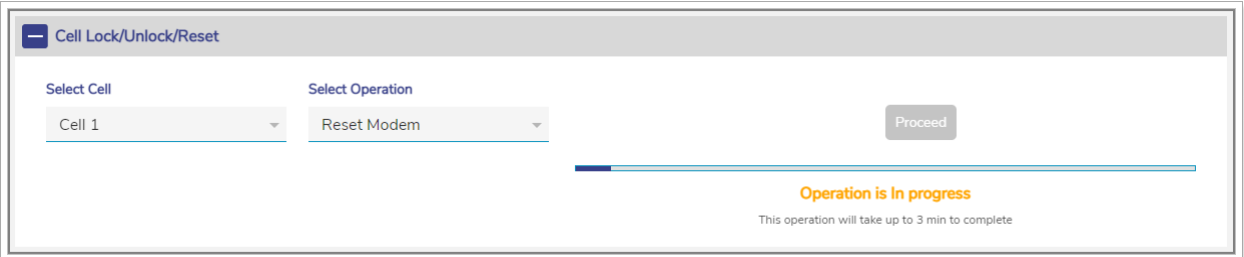 Cell Lock/Unlock/Reset
Select Cell
Select Operation
Cell 1
Reset Modem
Proceed
Operation is In progress
This operation will take up to 3 min to complete